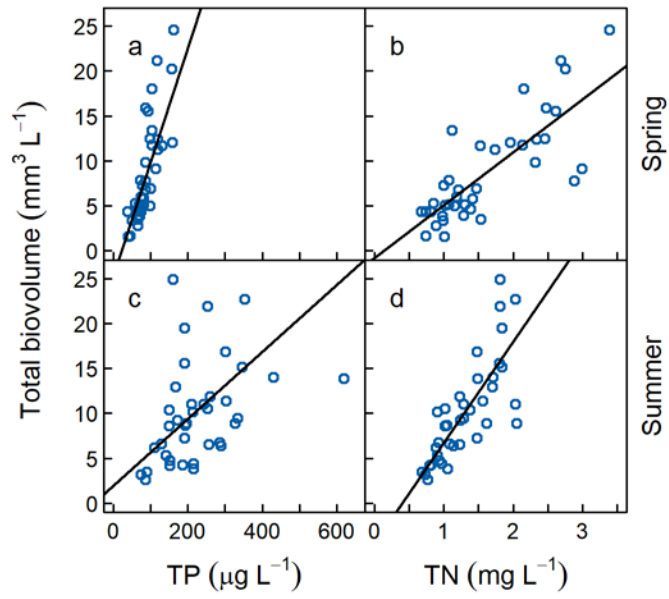 a
b
25
20
15
10
5
0
Spring
Total biovolume (mm³ L⁻¹)
c
d
25
20
15
10
5
0
Summer
0 200 400 600
0 1 2 3
TP (μg L⁻¹)
TN (mg L⁻¹)